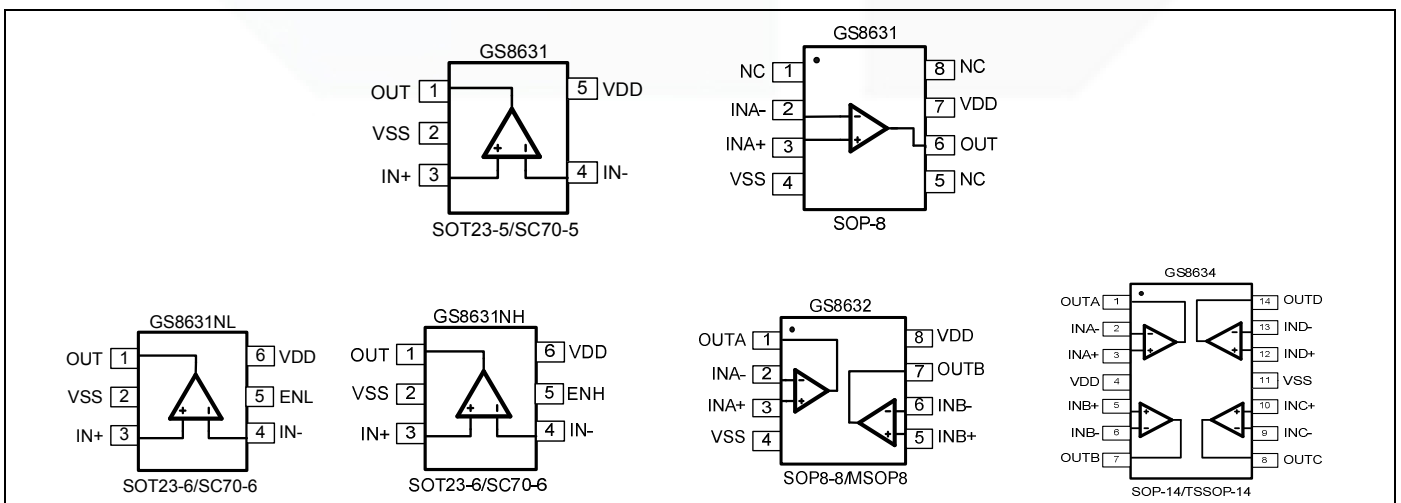 GS8631
OUT 1 5 VDD
VSS 2
IN+ 3 4 IN-
+ -
SOT23-5/SC70-5
GS8631
NC 1 8 NC
INA- 2 7 VDD
INA+ 3 6 OUT
VSS 4 5 NC
-
+
SOP-8
GS8631NL
OUT 1 6 VDD
VSS 2 5 ENL
IN+ 3 4 IN-
+ -
SOT23-6/SC70-6
GS8631NH
OUT 1 6 VDD
VSS 2 5 ENH
IN+ 3 4 IN-
+ -
SOT23-6/SC70-6
GS8632
OUTA 1 8 VDD
INA- 2 7 OUTB
INA+ 3 6 INB-
VSS 4 5 INB+
- -
+ +
SOP8-8/MSOP8
GS8634
OUTA 1 14 OUTD
INA- 2 13 IND-
INA+ 3 12 IND+
VDD 4 11 VSS
INB+ 5 10 INC+
INB- 6 9 INC-
OUTB 7 8 OUTC
SOP-14/TSSOP-14